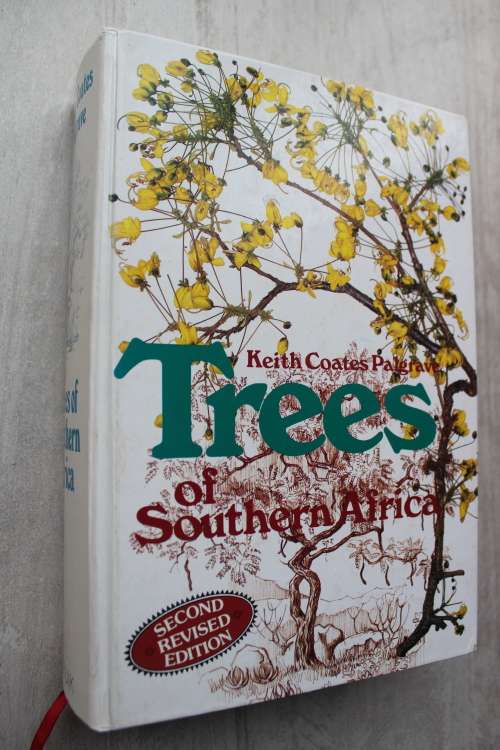 Keith Coates Palgrave
Trees
of
Southern Africa
SECOND
REVISED
EDITION